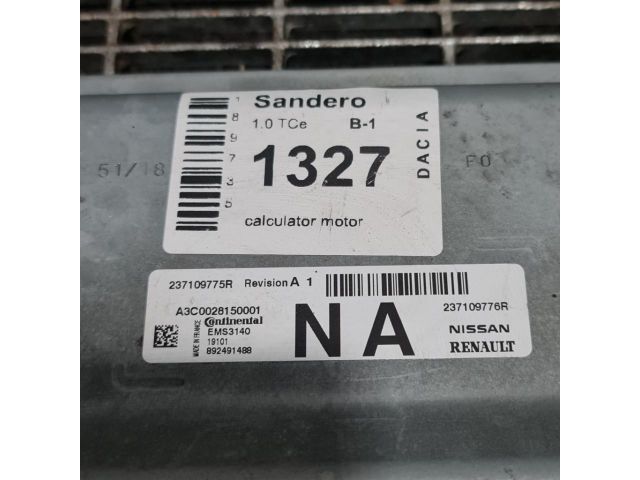 Sandero
1.0 TCe B-1
1327
calculator motor
DACIA
189735
51/18
F0
237109775R Revision A 1
237109776R
A3C0028150001
Continental
EMS3140
19101
892491488
MADE IN FRANCE
NA
NISSAN
RENAULT